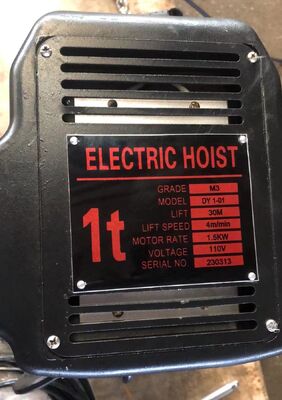 ELECTRIC HOIST
1t
GRADE M3
MODEL DY 1-01
LIFT 30M
LIFT SPEED 4m/min
MOTOR RATE 1.5KW
VOLTAGE 110V
SERIAL NO 230313